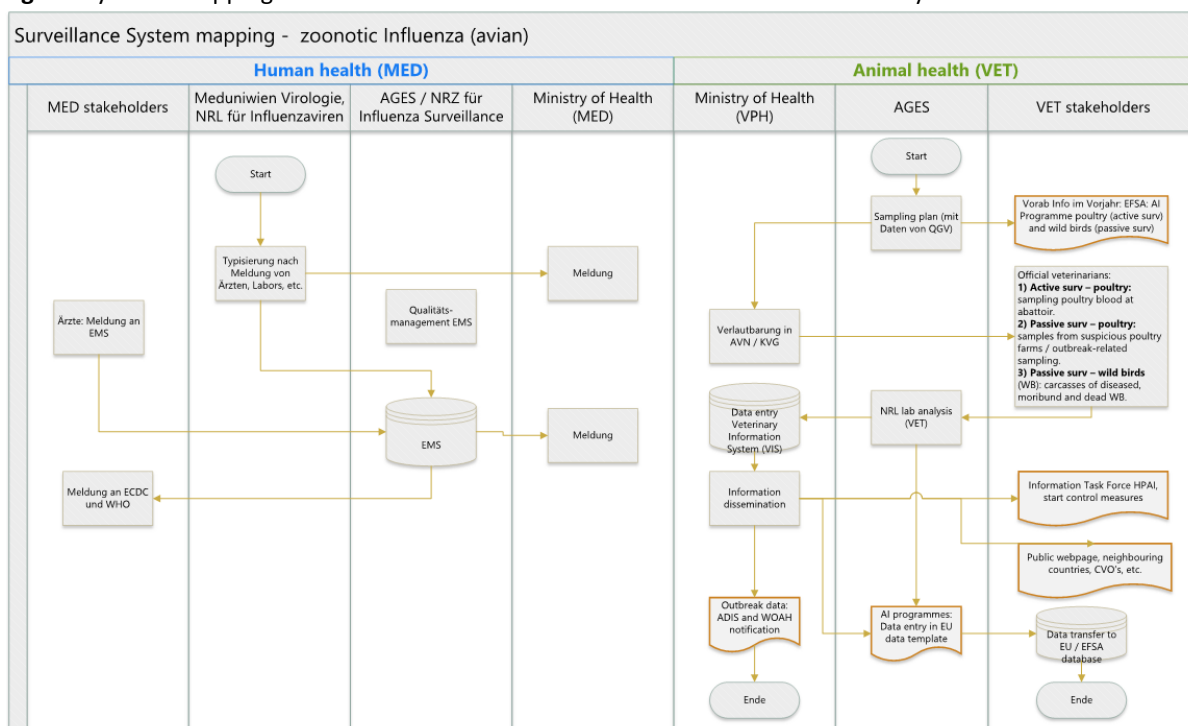 Surveillance System mapping - zoonotic Influenza (avian)
Human health (MED)
Animal health (VET)
MED stakeholders
Meduniwien Virologie,
NRL für Influenzaviren
AGES / NRZ für
Influenza Surveillance
Ministry of Health
(MED)
Ministry of Health
(VPH)
AGES
VET stakeholders
Start
Typisierung nach
Meldung von
Ärzten, Labors, etc.
Meldung
Ärzte: Meldung an
EMS
Qualitäts-
management EMS
EMS
Meldung
Meldung an ECDC
und WHO
Start
Sampling plan (mit
Daten von QGV)
Vorab Info im Vorjahr: EFSA: AI
Programme poultry (active surv)
and wild birds (passive surv)
Verlautbarung in
AVN / KVG
Official veterinarians:
1) Active surv – poultry:
sampling poultry blood at
abattoir.
2) Passive surv – poultry:
samples from suspicious poultry
farms / outbreak-related
sampling.
3) Passive surv – wild birds
(WB): carcasses of diseased,
moribund and dead WB.
Data entry
Veterinary
Information
System (VIS)
NRL lab analysis
(VET)
Information
dissemination
Information Task Force HPAI,
start control measures
Public webpage, neighbouring
countries, CVO's, etc.
Outbreak data:
ADIS and WOAH
notification
AI programmes:
Data entry in EU
data template
Data transfer to
EU / EFSA
database
Ende
Ende